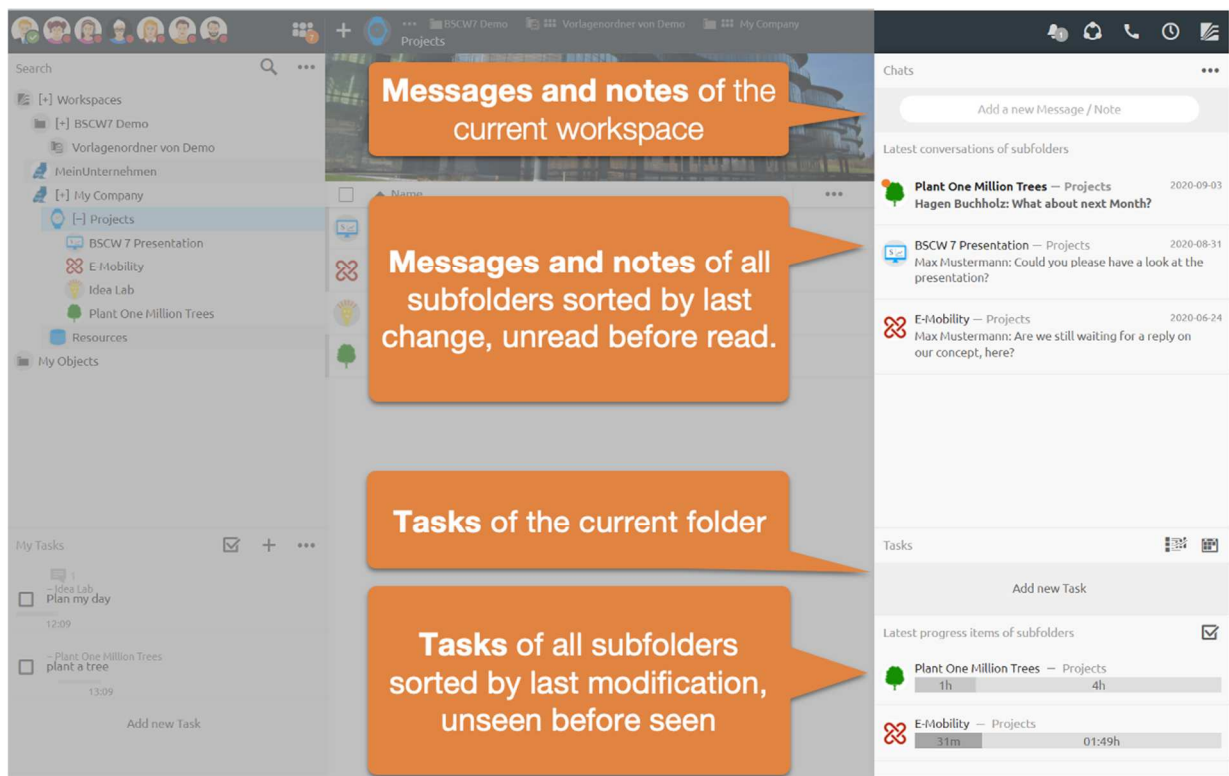 ... BSCW7 Demo Vorlagenordner von Demo My Company
Projects
Search
[+] Workspaces
[+] BSCW7 Demo
Vorlagenordner von Demo
MeinUnternehmen
[+] My Company
[−] Projects
BSCW 7 Presentation
E-Mobility
Idea Lab
Plant One Million Trees
Resources
My Objects
My Tasks
1
– Idea Lab
Plan my day
12:09
– Plant One Million Trees
plant a tree
13:09
Add new Task
Name
Messages and notes of the
current workspace
Messages and notes of all
subfolders sorted by last
change, unread before read.
Tasks of the current folder
Tasks of all subfolders
sorted by last modification,
unseen before seen
Chats
Add a new Message / Note
Latest conversations of subfolders
Plant One Million Trees — Projects 2020-09-03
Hagen Buchholz: What about next Month?
BSCW 7 Presentation — Projects 2020-08-31
Max Mustermann: Could you please have a look at the
presentation?
E-Mobility — Projects 2020-06-24
Max Mustermann: Are we still waiting for a reply on
our concept, here?
Tasks
Add new Task
Latest progress items of subfolders
Plant One Million Trees — Projects
1h 4h
E-Mobility — Projects
31m 01:49h